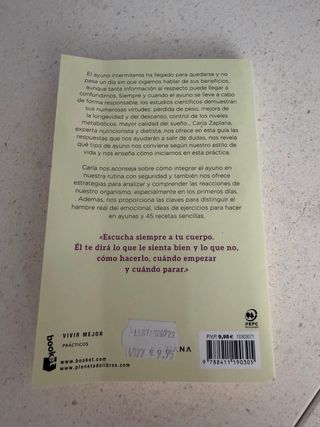 El ayuno intermitente ha llegado para quedarse y no
pasa un día sin que oigamos hablar de sus beneficios,
aunque tanta información al respecto puede llegar a
confundirnos. Siempre y cuando el ayuno se lleve a cabo
de forma responsable, los estudios científicos demuestran
sus numerosas virtudes: pérdida de peso, mejora de
la longevidad y del descanso, control de los niveles
metabólicos, mayor calidad del sueño... Carla Zaplana,
experta nutricionista y dietista, nos ofrece en esta guía las
respuestas que nos ayudarán a salir de dudas, nos revela
qué tipo de ayuno nos conviene según nuestro estilo de
vida y nos enseña cómo iniciarnos en esta práctica.
Carla nos aconseja sobre cómo integrar el ayuno en
nuestra rutina con seguridad y también nos ofrece
estrategias para analizar y comprender las reacciones de
nuestro organismo, especialmente en los primeros días.
Además, nos proporciona las claves para distinguir el
hambre real del emocional, ideas de ejercicios para hacer
en ayunas y 45 recetas sencillas.
«Escucha siempre a tu cuerpo.
Él te dirá lo que le sienta bien y lo que no,
cómo hacerlo, cuándo empezar
y cuándo parar.»
PEFC
P.V.P. 9,95 €
9 788411 190305
VIVIR MEJOR
PRÁCTICOS
booket
www.booket.com
www.planetadelibros.com
€ 9.95
ANA